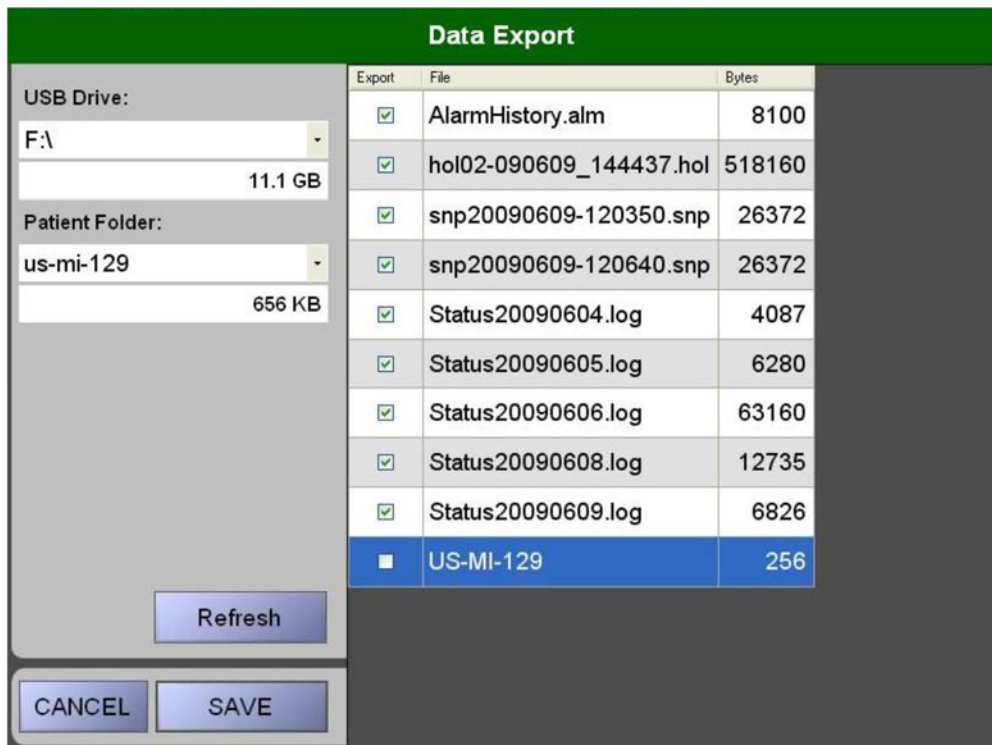 Data Export
USB Drive:
F:\
11.1 GB
Patient Folder:
us-mi-129
656 KB
Refresh
CANCEL SAVE
Export File Bytes
AlarmHistory.alm 8100
hol02-090609_144437.hol 518160
snp20090609-120350.snp 26372
snp20090609-120640.snp 26372
Status20090604.log 4087
Status20090605.log 6280
Status20090606.log 63160
Status20090608.log 12735
Status20090609.log 6826
US-MI-129 256